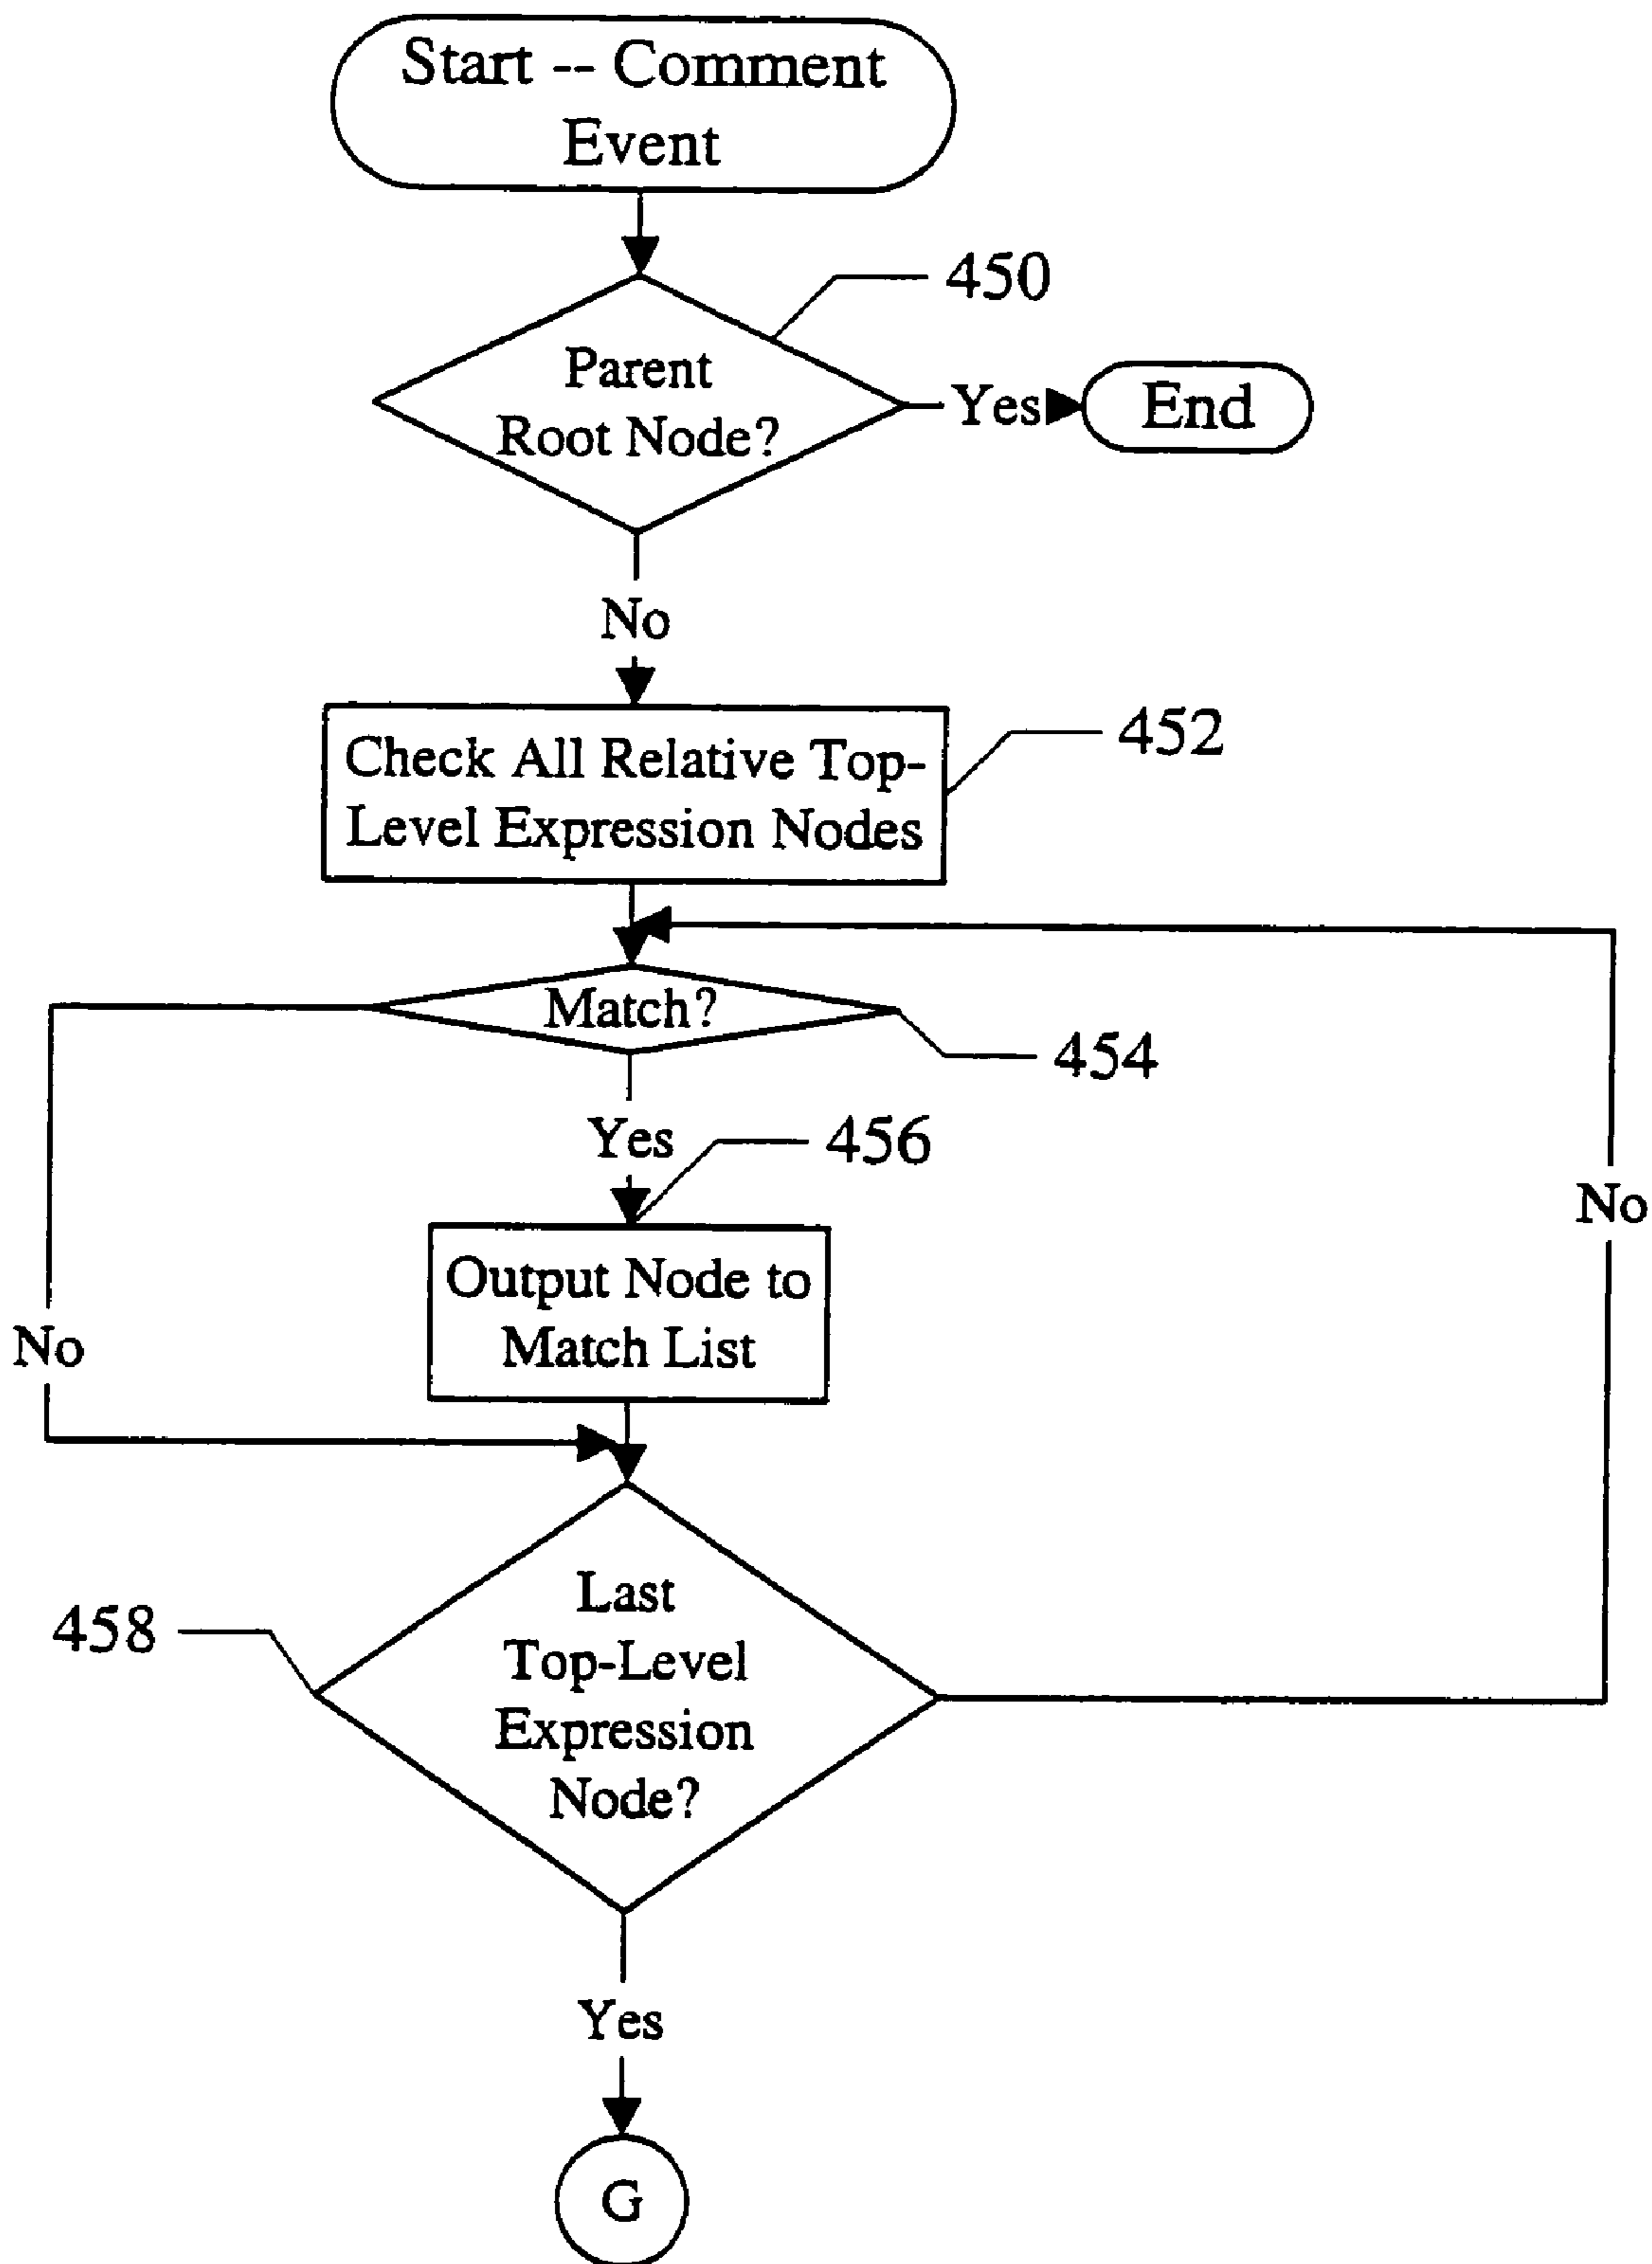 Start -- Comment
Event
450
Parent
Root Node?
Yes
End
No
452
Check All Relative Top-
Level Expression Nodes
Match?
454
Yes
456
No
Output Node to
Match List
No
458
Last
Top-Level
Expression
Node?
Yes
G